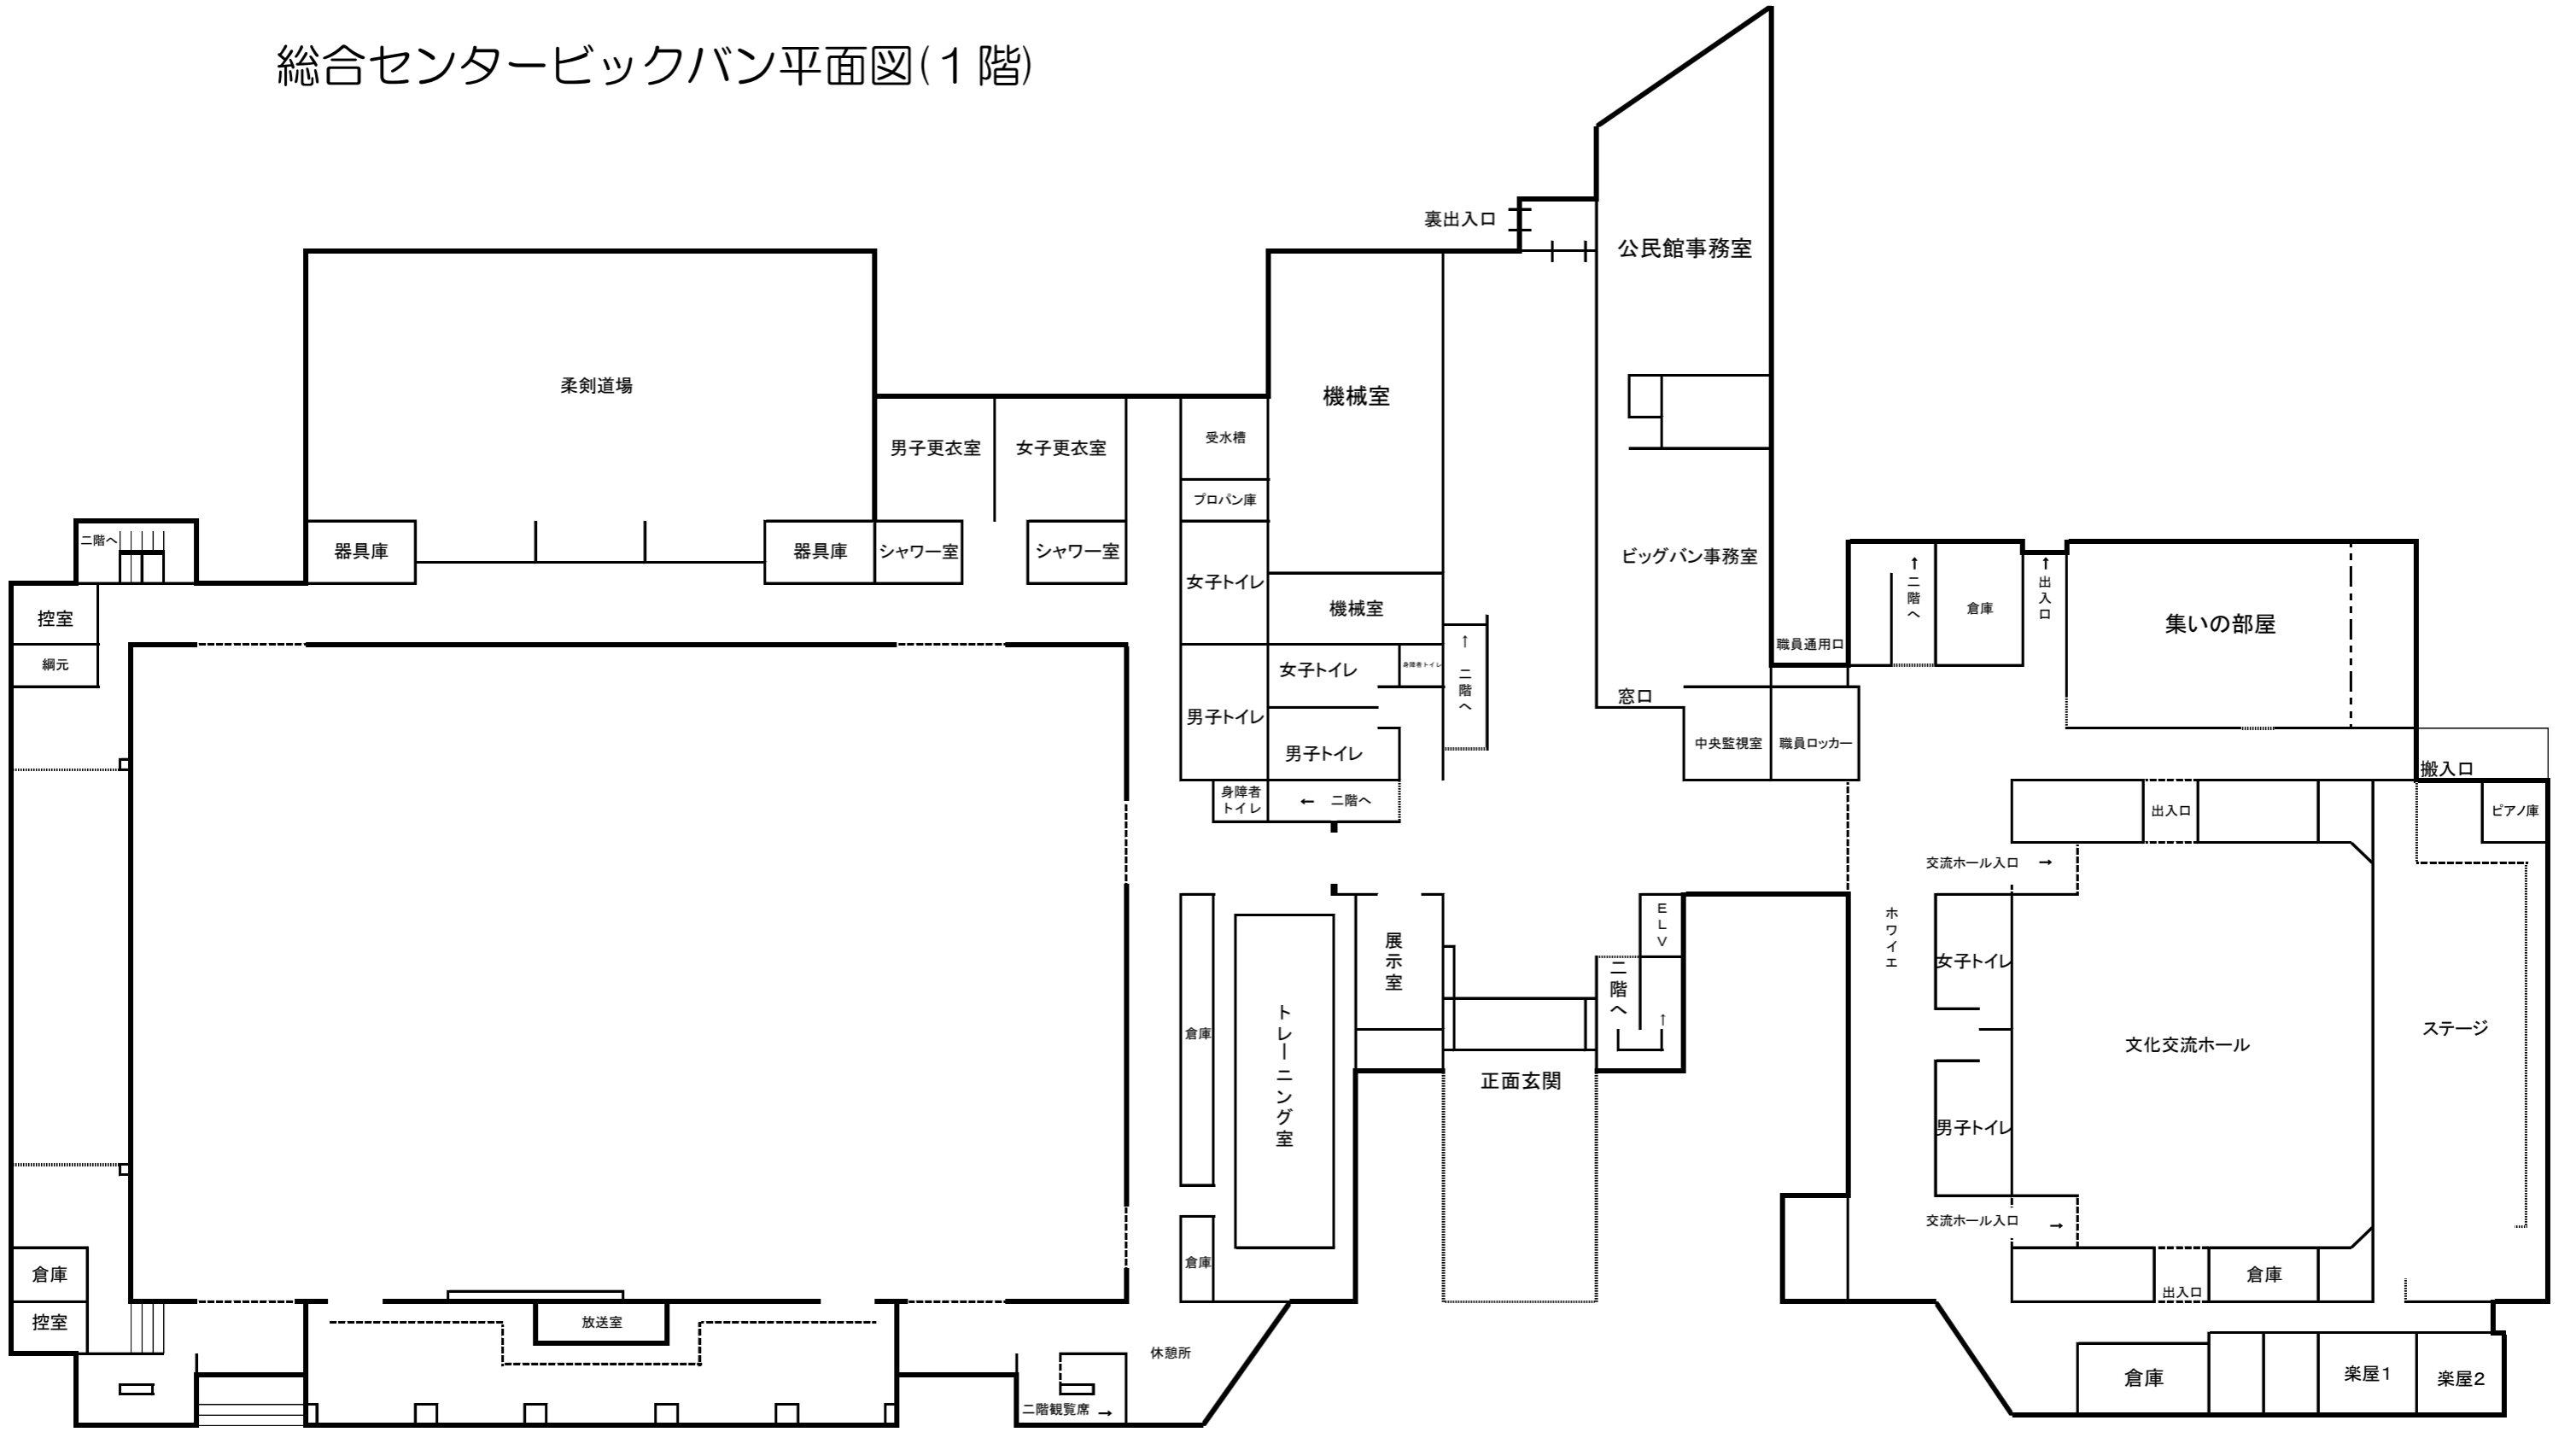 総合センタービックバン平面図(１階)
裏出入口
公民館事務室
柔剣道場
機械室
男子更衣室
女子更衣室
受水槽
プロパン庫
二階へ
器具庫
器具庫
シャワー室
シャワー室
ビッグバン事務室
女子トイレ
機械室
↑二階へ
倉庫
↑出入口
集いの部屋
控室
綱元
職員通用口
女子トイレ
身障者トイレ
↑二階へ
窓口
男子トイレ
男子トイレ
中央監視室
職員ロッカー
搬入口
身障者
トイレ
← 二階へ
出入口
ピアノ庫
交流ホール入口 →
ELV
ホワイエ
展示室
女子トイレ
二階へ
↑
倉庫
トレーニング室
ステージ
文化交流ホール
正面玄関
男子トイレ
交流ホール入口 →
倉庫
倉庫
倉庫
出入口
控室
放送室
休憩所
倉庫
楽屋１
楽屋２
二階観覧席 →